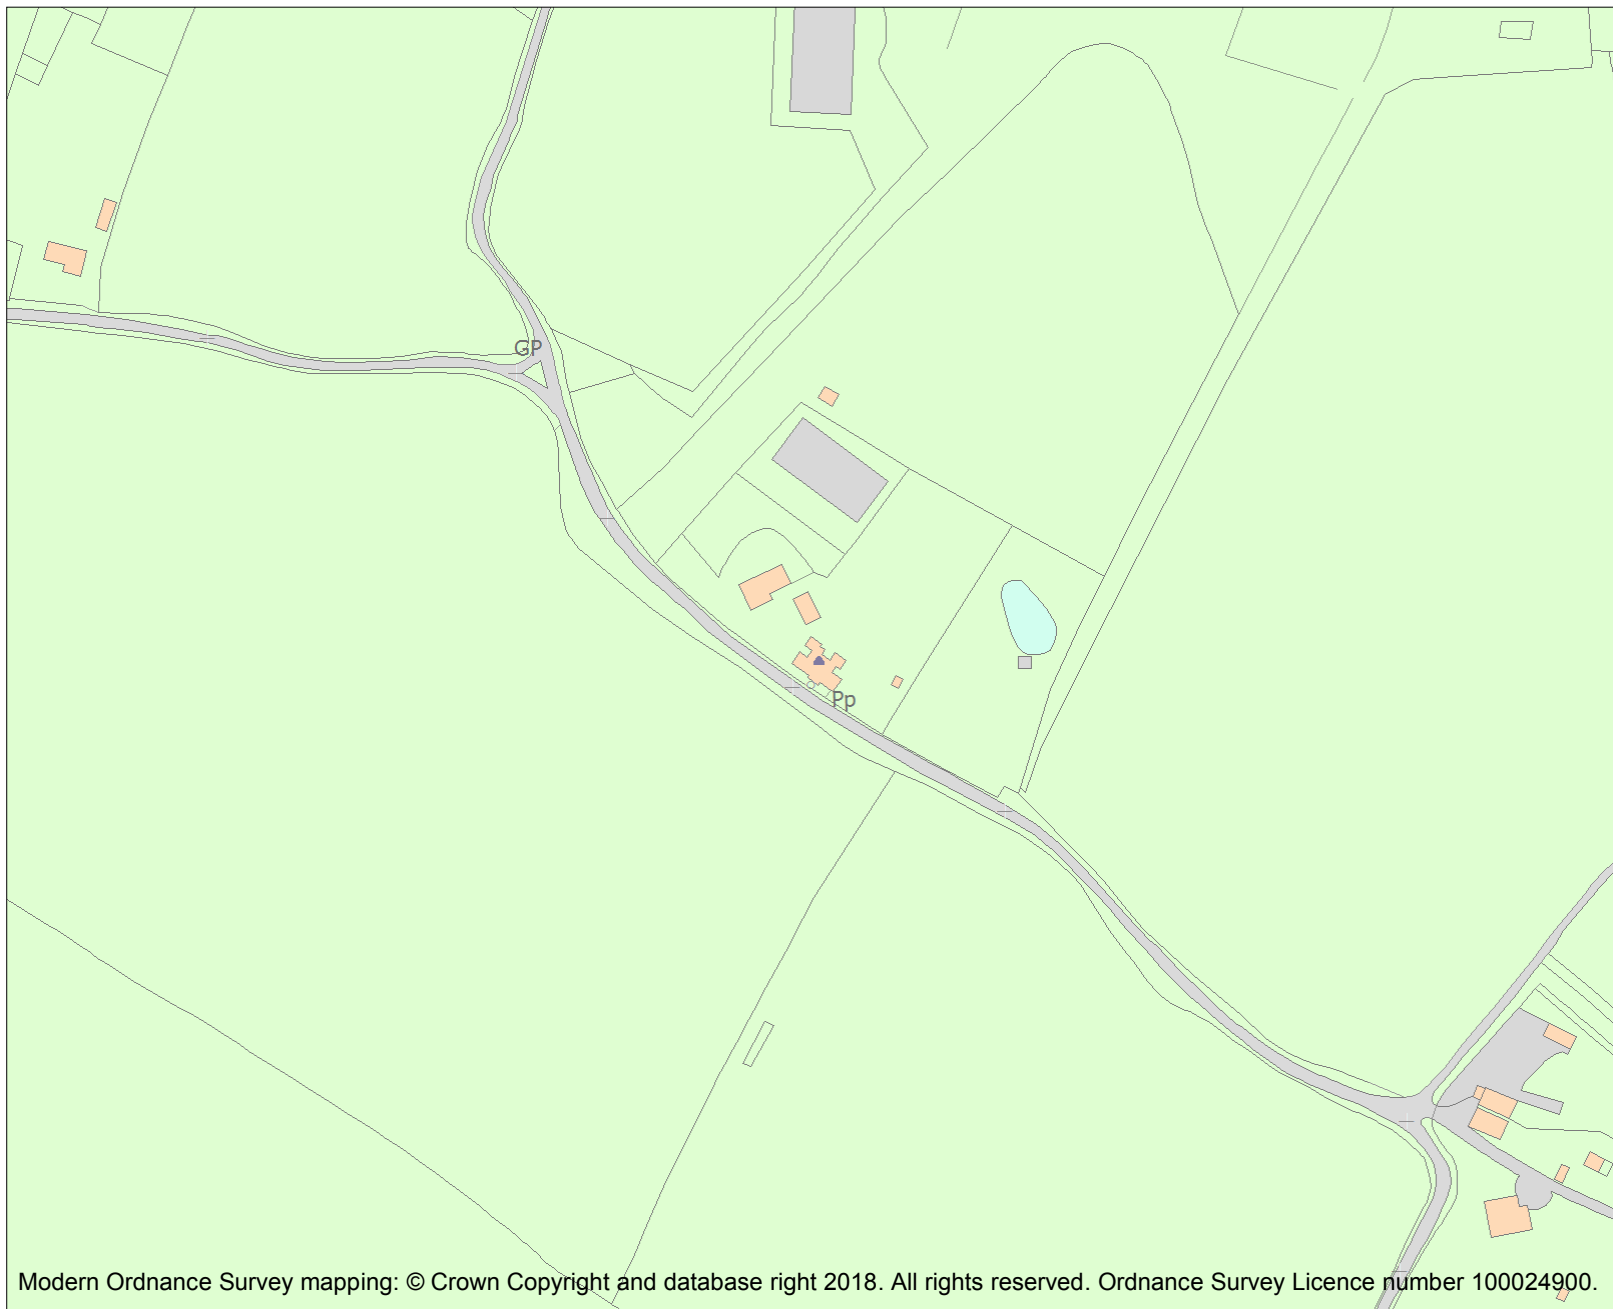 GP
Pp
Modern Ordnance Survey mapping: © Crown Copyright and database right 2018. All rights reserved. Ordnance Survey Licence number 100024900.